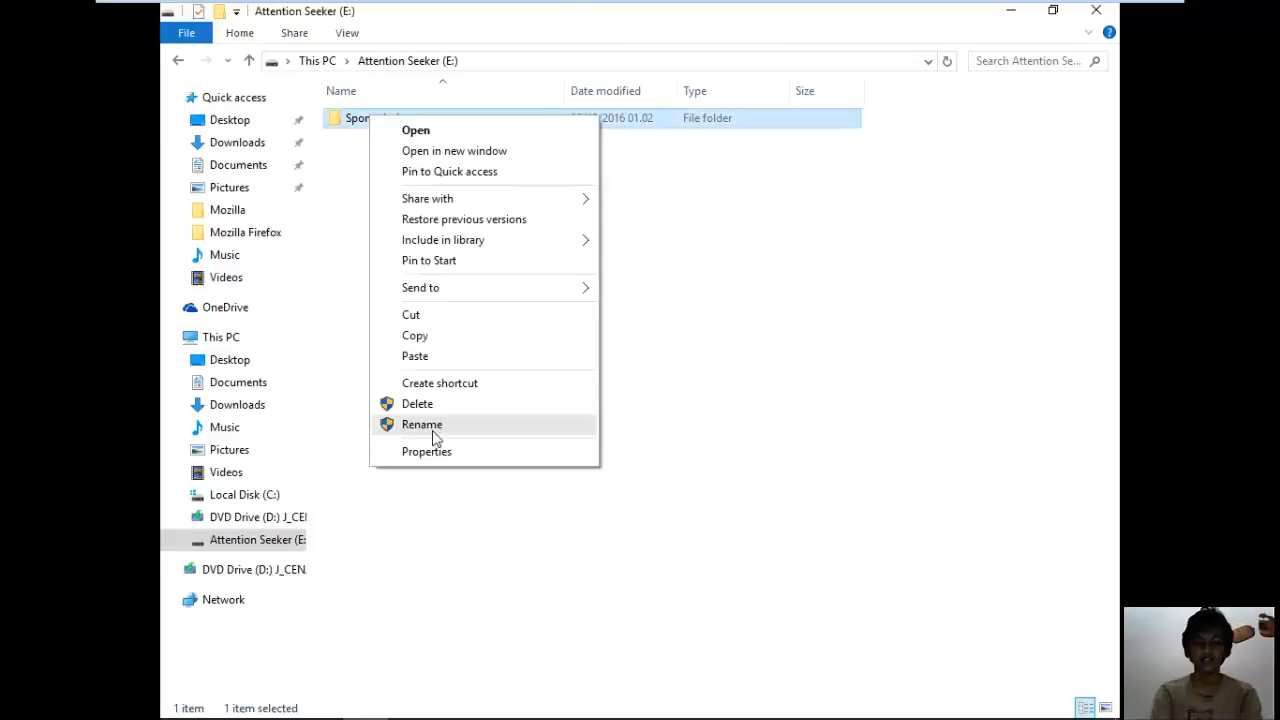 Attention Seeker (E:)
File Home Share View
This PC Attention Seeker (E:) Search Attention Se...
Name Date modified Type Size
2016 01.02 File folder
Quick access
Desktop
Downloads
Documents
Pictures
Mozilla
Mozilla Firefox
Music
Videos
OneDrive
This PC
Desktop
Documents
Downloads
Music
Pictures
Videos
Local Disk (C:)
DVD Drive (D:) J_CEN
Attention Seeker (E:
DVD Drive (D:) J_CEN.
Network
Open
Open in new window
Pin to Quick access
Share with
Restore previous versions
Include in library
Pin to Start
Send to
Cut
Copy
Paste
Create shortcut
Delete
Rename
Properties
1 item 1 item selected